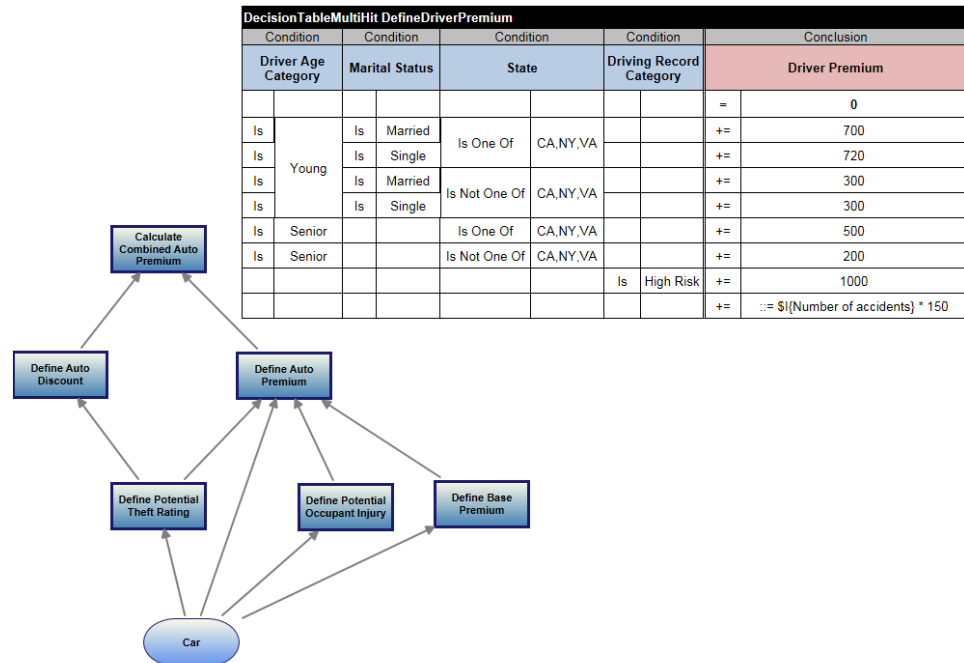 DecisionTableMultiHit DefineDriverPremium
Condition Condition Condition Condition Conclusion
Driver Age Category Marital Status State Driving Record Category Driver Premium
= 0
Is Young Is Married Is One Of CA,NY,VA += 700
Is Is Single += 720
Is Is Married Is Not One Of CA,NY,VA += 300
Is Is Single += 300
Is Senior Is One Of CA,NY,VA += 500
Is Senior Is Not One Of CA,NY,VA += 200
Is High Risk += 1000
+= ::= $I{Number of accidents} * 150
Calculate
Combined Auto
Premium
Define Auto
Discount
Define Auto
Premium
Define Potential
Theft Rating
Define Potential
Occupant Injury
Define Base
Premium
Car